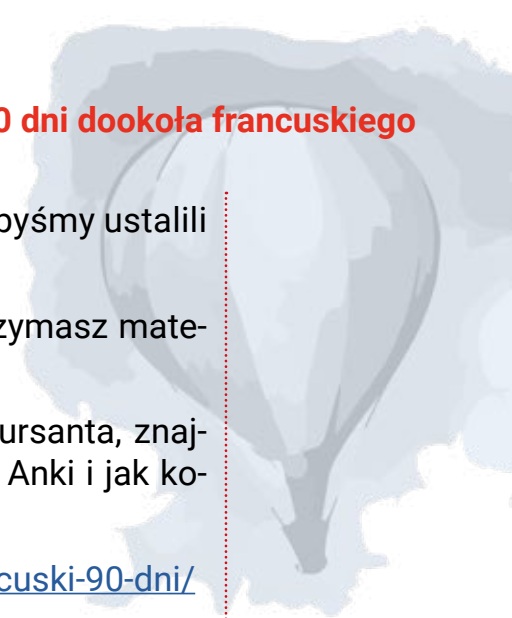 0 dni dookoła francuskiego
byśmy ustalili
zymasz mate-
ursanta, znaj-
Anki i jak ko-
cuski-90-dni/